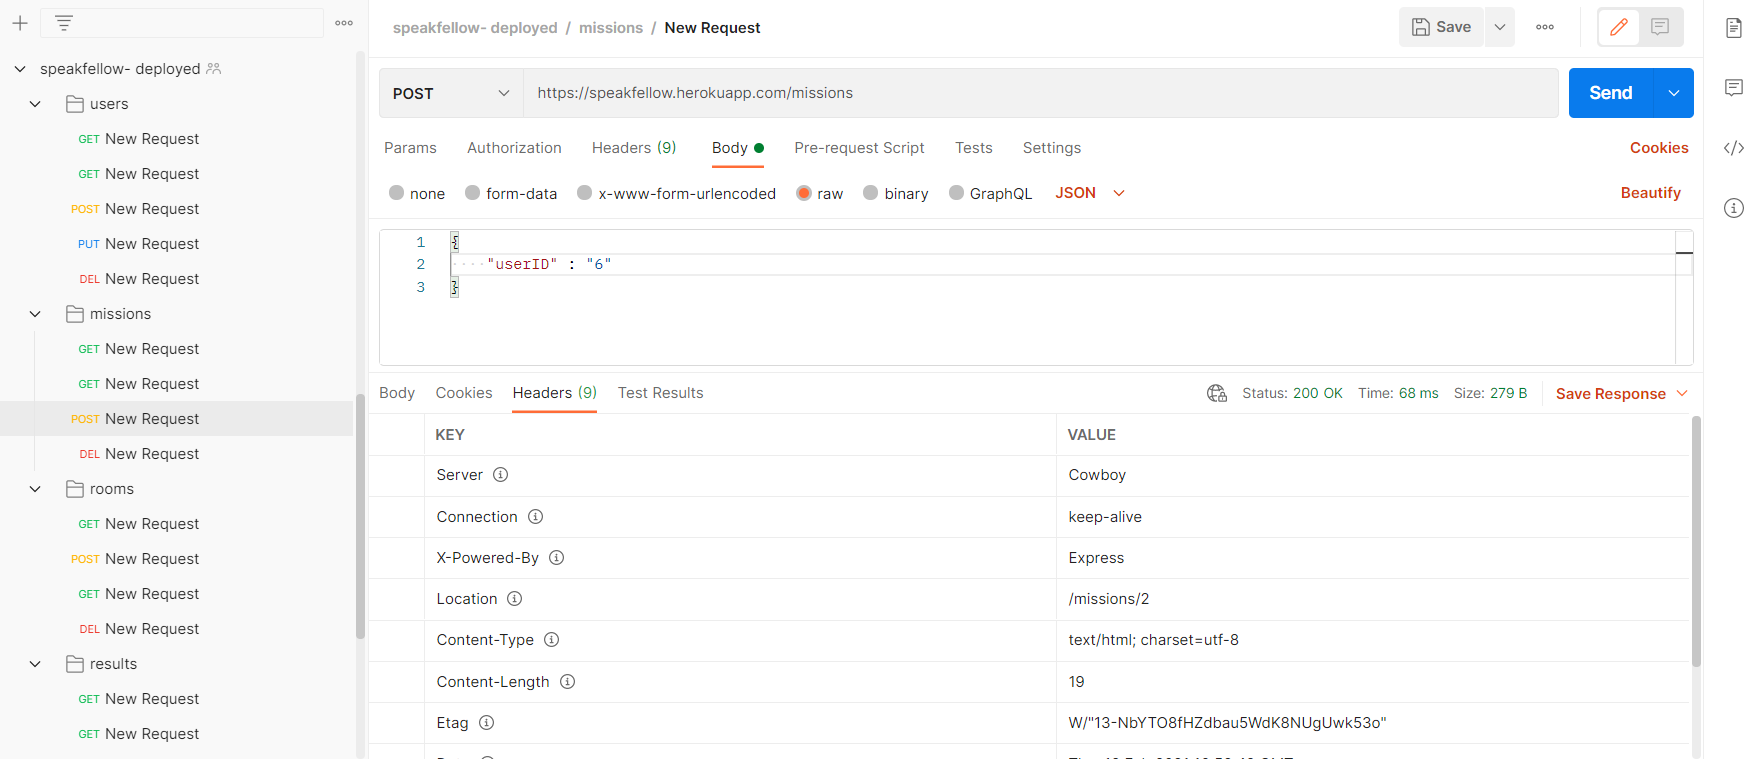 speakfellow- deployed
users
GET New Request
GET New Request
POST New Request
PUT New Request
DEL New Request
missions
GET New Request
GET New Request
POST New Request
DEL New Request
rooms
GET New Request
POST New Request
GET New Request
DEL New Request
results
GET New Request
GET New Request
speakfellow- deployed / missions / New Request
Save
POST https://speakfellow.herokuapp.com/missions
Send
Params Authorization Headers (9) Body Pre-request Script Tests Settings Cookies
none form-data x-www-form-urlencoded raw binary GraphQL JSON Beautify
1 {
2 "userID" : "6"
3 }
Body Cookies Headers (9) Test Results Status: 200 OK Time: 68 ms Size: 279 B Save Response
KEY VALUE
Server Cowboy
Connection keep-alive
X-Powered-By Express
Location /missions/2
Content-Type text/html; charset=utf-8
Content-Length 19
Etag W/"13-NbYTO8fHZdbau5WdK8NUgUwk53o"